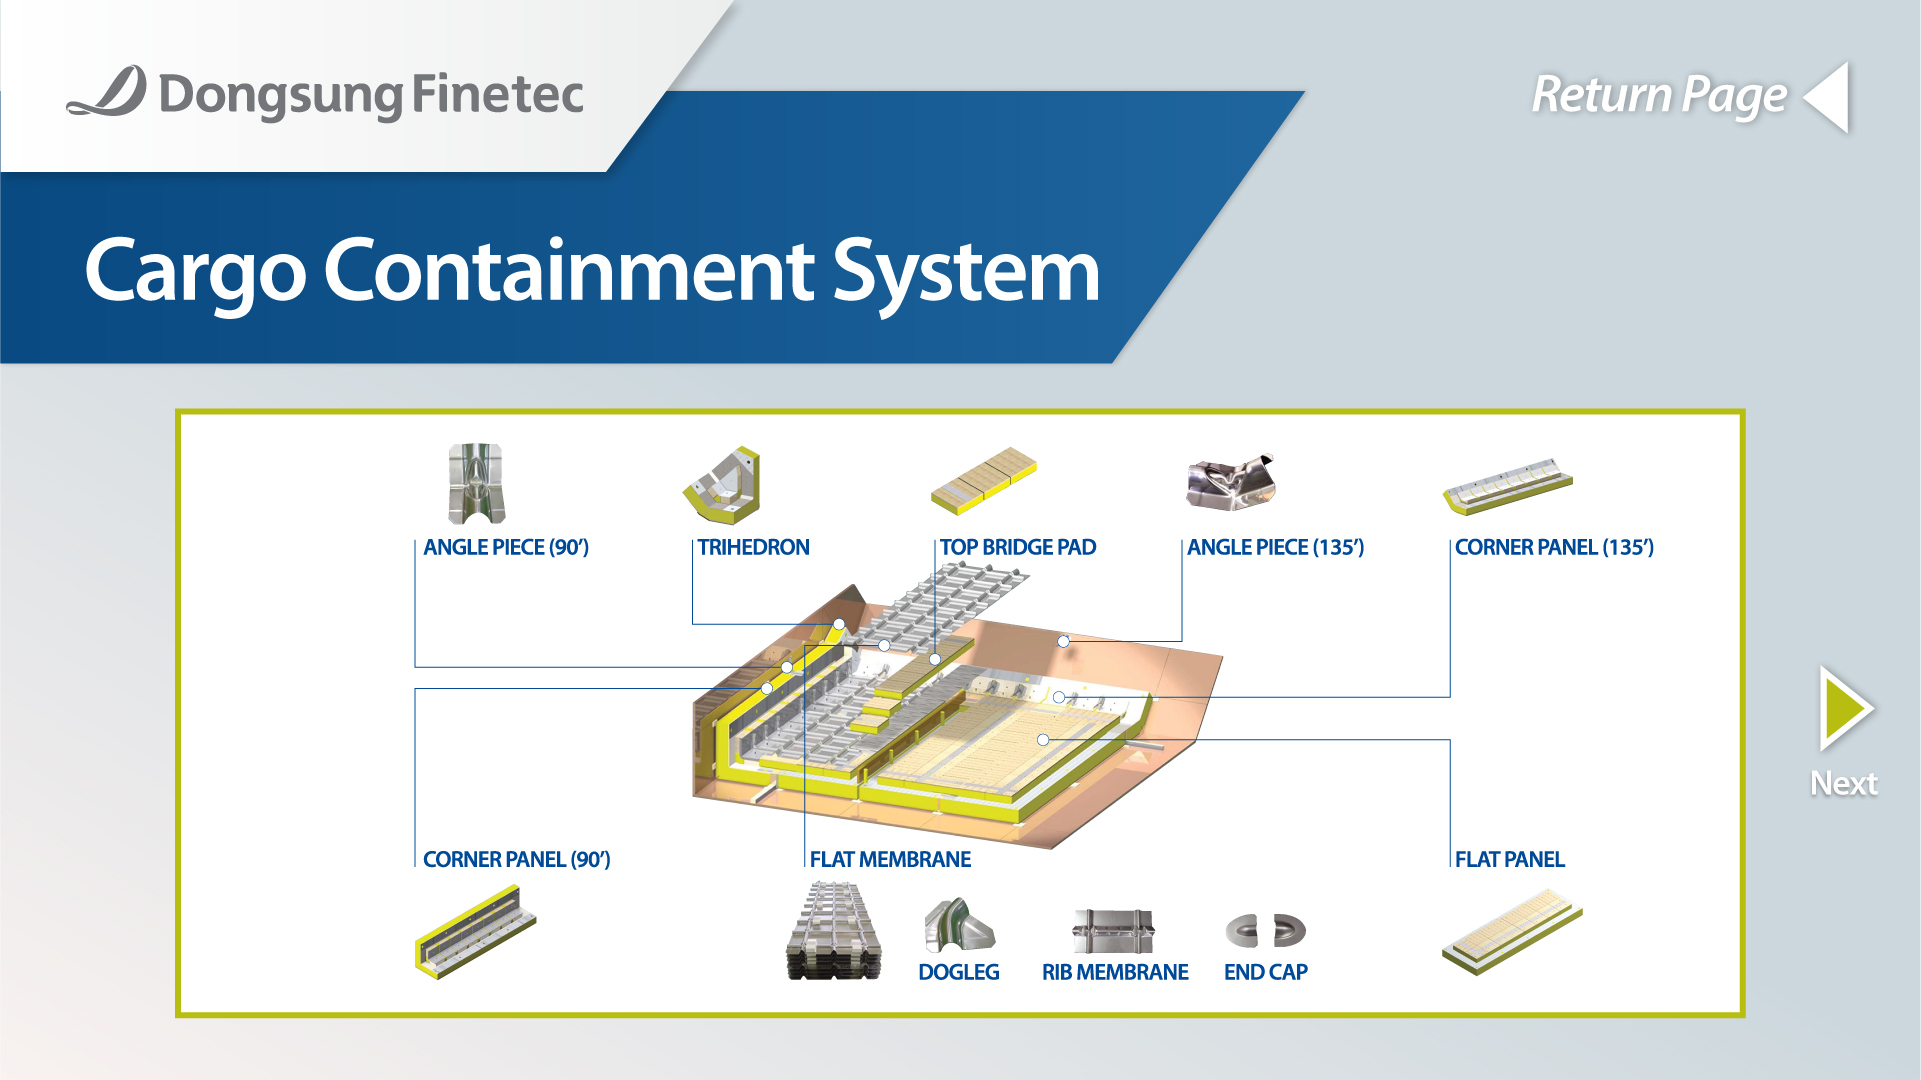 Dongsung Finetec
Return Page
Cargo Containment System
ANGLE PIECE (90′)
TRIHEDRON
TOP BRIDGE PAD
ANGLE PIECE (135′)
CORNER PANEL (135′)
Next
CORNER PANEL (90′)
FLAT MEMBRANE
FLAT PANEL
DOGLEG
RIB MEMBRANE
END CAP